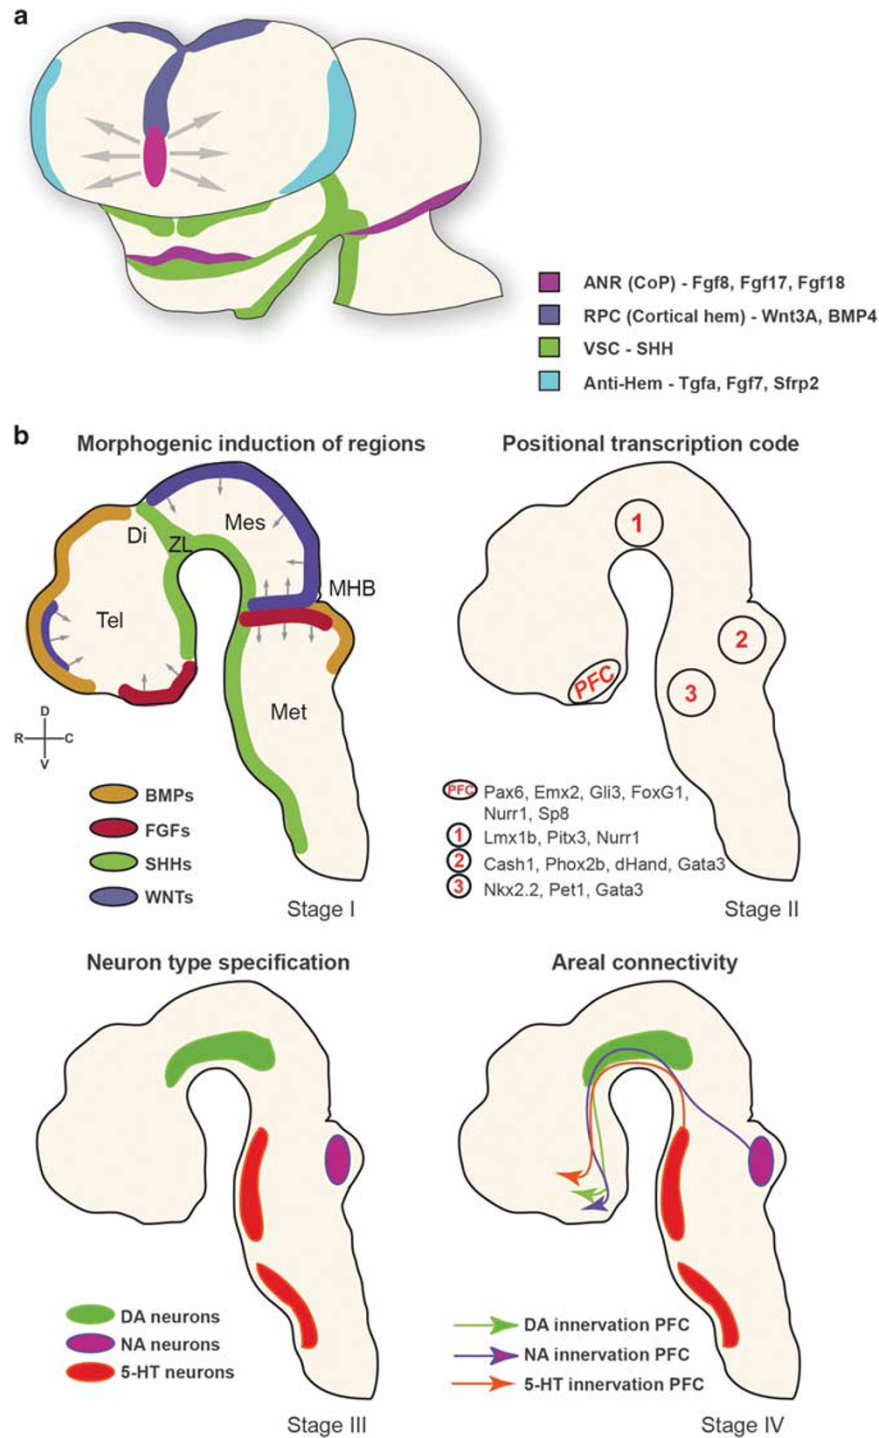 a
ANR (CoP) - Fgf8, Fgf17, Fgf18
RPC (Cortical hem) - Wnt3A, BMP4
VSC - SHH
Anti-Hem - Tgfa, Fgf7, Sfrp2
b
Morphogenic induction of regions
Di
ZL
Mes
MHB
Tel
Met
D
R
C
V
BMPs
FGFs
SHHs
WNTs
Stage I
Positional transcription code
1
2
3
PFC
PFC Pax6, Emx2, Gli3, FoxG1,
Nurr1, Sp8
1 Lmx1b, Pitx3, Nurr1
2 Cash1, Phox2b, dHand, Gata3
3 Nkx2.2, Pet1, Gata3
Stage II
Neuron type specification
DA neurons
NA neurons
5-HT neurons
Stage III
Areal connectivity
DA innervation PFC
NA innervation PFC
5-HT innervation PFC
Stage IV